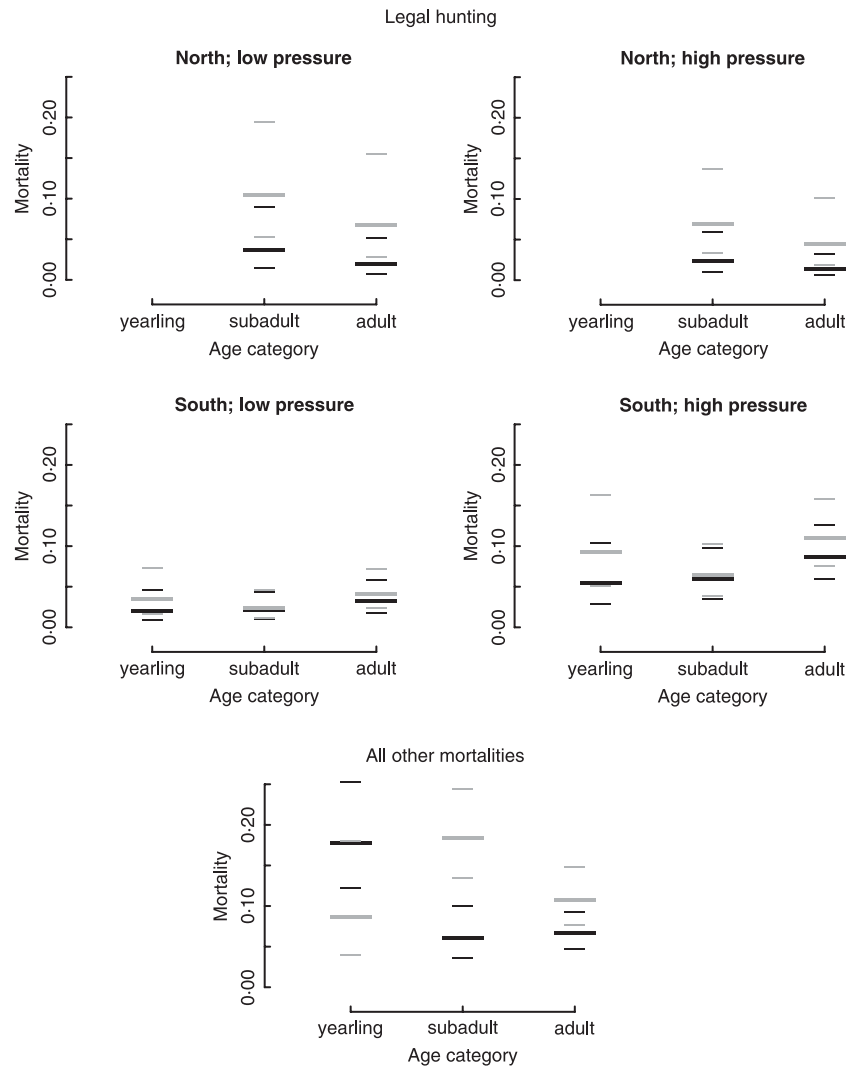 Legal hunting
North; low pressure
North; high pressure
Mortality
0·00 0·10 0·20
yearling subadult adult
Age category
Mortality
0·00 0·10 0·20
yearling subadult adult
Age category
South; low pressure
South; high pressure
Mortality
0·00 0·10 0·20
yearling subadult adult
Age category
Mortality
0·00 0·10 0·20
yearling subadult adult
Age category
All other mortalities
Mortality
0·00 0·10 0·20
yearling subadult adult
Age category